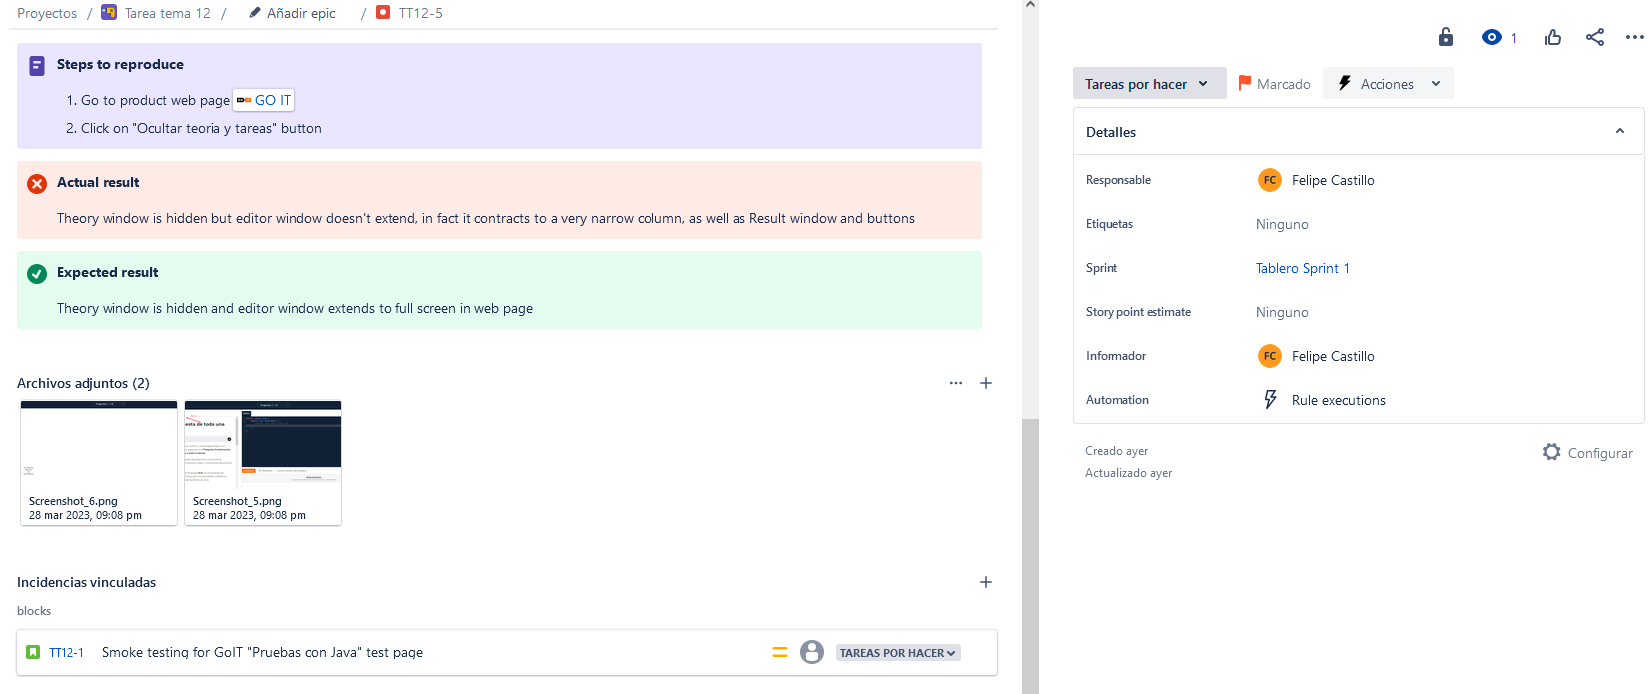 Proyectos / Tarea tema 12 / Añadir epic / TT12-5
Steps to reproduce
1. Go to product web page GO IT
2. Click on "Ocultar teoria y tareas" button
Actual result
Theory window is hidden but editor window doesn't extend, in fact it contracts to a very narrow column, as well as Result window and buttons
Expected result
Theory window is hidden and editor window extends to full screen in web page
Archivos adjuntos (2)
esta de toda una
Screenshot_6.png
28 mar 2023, 09:08 pm
Screenshot_5.png
28 mar 2023, 09:08 pm
Incidencias vinculadas
blocks
TT12-1 Smoke testing for GoIT "Pruebas con Java" test page TAREAS POR HACER
1
Tareas por hacer Marcado Acciones
Detalles
Responsable FC Felipe Castillo
Etiquetas Ninguno
Sprint Tablero Sprint 1
Story point estimate Ninguno
Informador FC Felipe Castillo
Automation Rule executions
Creado ayer
Configurar
Actualizado ayer